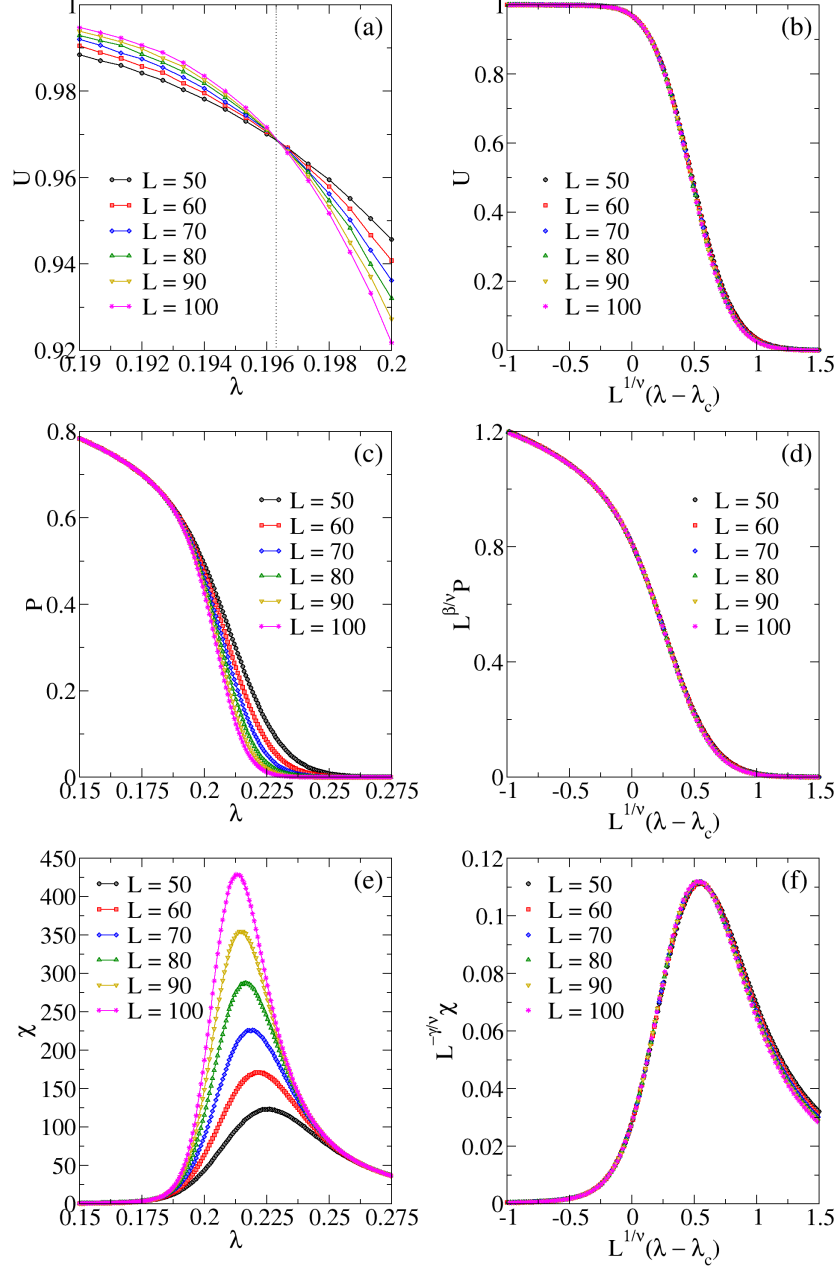 (a)
1
0.98
0.96
0.94
0.92
U
L = 50
L = 60
L = 70
L = 80
L = 90
L = 100
0.19 0.192 0.194 0.196 0.198 0.2
λ
(b)
1
0.8
0.6
0.4
0.2
0
U
L = 50
L = 60
L = 70
L = 80
L = 90
L = 100
-1 -0.5 0 0.5 1 1.5
L^{1/ν}(λ − λ_c)
(c)
0.8
0.6
0.4
0.2
0
P
L = 50
L = 60
L = 70
L = 80
L = 90
L = 100
0.15 0.175 0.2 0.225 0.25 0.275
λ
(d)
1.2
0.8
0.4
0
L^{β/ν}P
L = 50
L = 60
L = 70
L = 80
L = 90
L = 100
-1 -0.5 0 0.5 1 1.5
L^{1/ν}(λ − λ_c)
(e)
450
400
350
300
250
225
150
100
50
0
χ
L = 50
L = 60
L = 70
L = 80
L = 90
L = 100
0.15 0.175 0.2 0.225 0.25 0.275
λ
(f)
0.12
0.1
0.08
0.06
0.04
0.02
0
L^{−γ/ν}χ
L = 50
L = 60
L = 70
L = 80
L = 90
L = 100
-1 -0.5 0 0.5 1 1.5
L^{1/ν}(λ − λ_c)